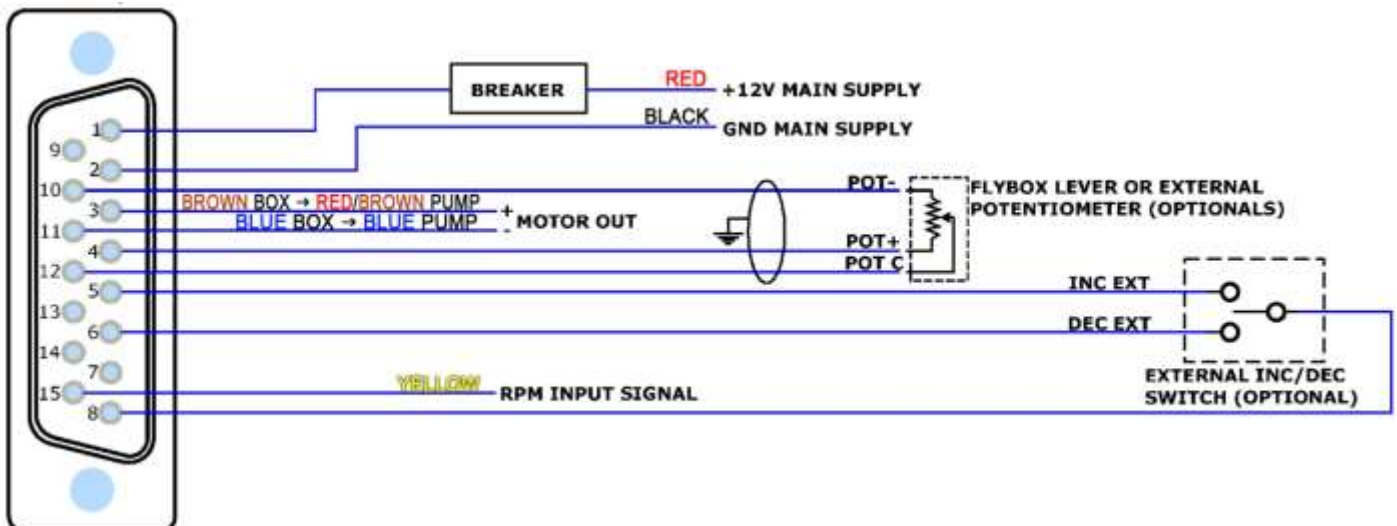 BREAKER
RED
+12V MAIN SUPPLY
BLACK
GND MAIN SUPPLY
1
9
2
10
3
11
4
12
5
13
6
14
7
15
8
BROWN BOX → RED/BROWN PUMP
BLUE BOX → BLUE PUMP
+
-
MOTOR OUT
POT-
POT+
POT C
FLYBOX LEVER OR EXTERNAL
POTENTIOMETER (OPTIONALS)
INC EXT
DEC EXT
EXTERNAL INC/DEC
SWITCH (OPTIONAL)
YELLOW
RPM INPUT SIGNAL